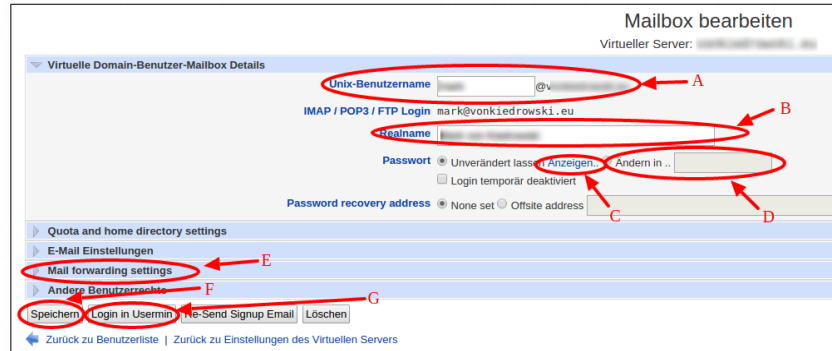 Mailbox bearbeiten
Virtueller Server:
Virtuelle Domain-Benutzer-Mailbox Details
Unix-Benutzername @v A
IMAP / POP3 / FTP Login mark@vonkiedrowski.eu
B
Realname
Passwort Unverändert lassen Anzeigen.. Ändern in ..
Login temporär deaktiviert
C D
Password recovery address None set Offsite address
Quota and home directory settings
E-Mail Einstellungen
E
Mail forwarding settings
Andere Benutzerrechte
F
G
Speichern Login in Usermin Re-Send Signup Email Löschen
Zurück zu Benutzerliste | Zurück zu Einstellungen des Virtuellen Servers